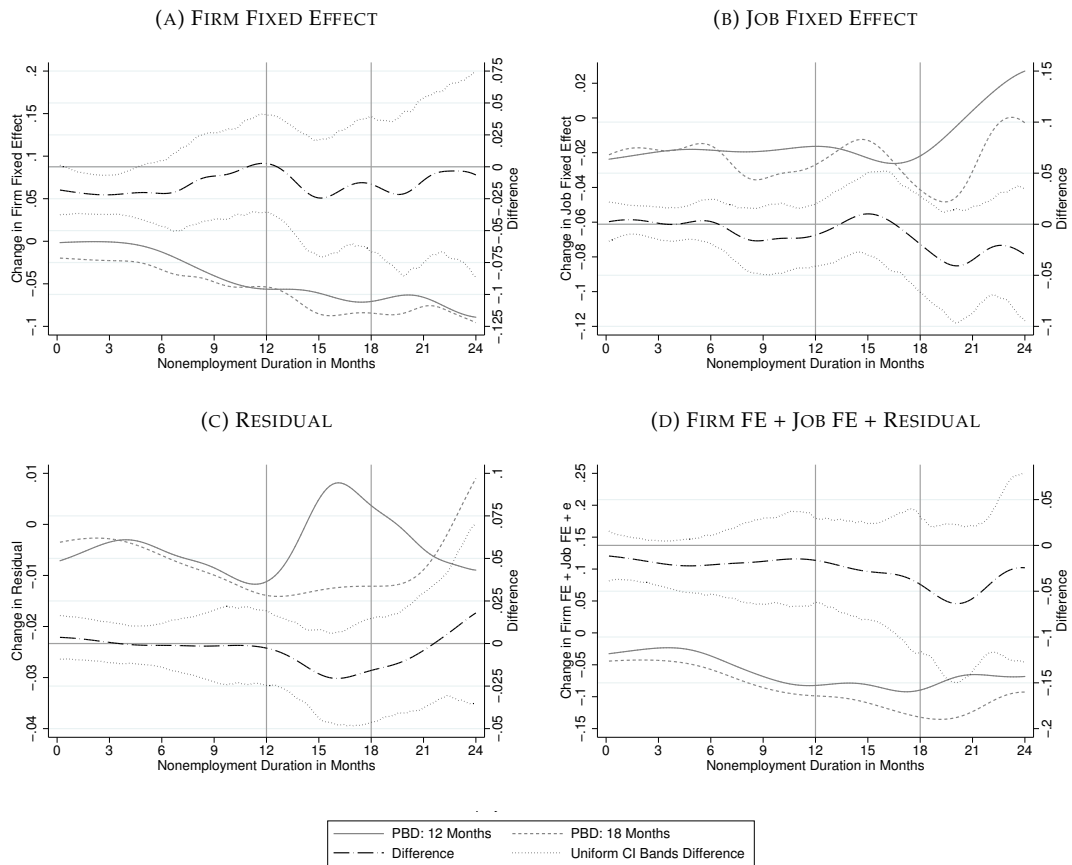 (A) FIRM FIXED EFFECT
Change in Firm Fixed Effect
.2
.15
.1
.05
0
-.05
-.1
.075
.05
.025
0
-.025
-.05
-.075
-.1
-.125
Difference
0 3 6 9 12 15 18 21 24
Nonemployment Duration in Months
(B) JOB FIXED EFFECT
Change in Job Fixed Effect
.02
0
-.02
-.04
-.06
-.08
-.1
-.12
.15
.1
.05
0
-.05
-.1
Difference
0 3 6 9 12 15 18 21 24
Nonemployment Duration in Months
(C) RESIDUAL
Change in Residual
.01
0
-.01
-.02
-.03
-.04
.1
.075
.05
.025
0
-.025
-.05
Difference
0 3 6 9 12 15 18 21 24
Nonemployment Duration in Months
(D) FIRM FE + JOB FE + RESIDUAL
Change in Firm FE + Job FE + e
.25
.2
.15
.1
.05
0
-.05
-.1
-.15
.05
0
-.05
-.1
-.15
-.2
Difference
0 3 6 9 12 15 18 21 24
Nonemployment Duration in Months
PBD: 12 Months PBD: 18 Months
Difference Uniform CI Bands Difference